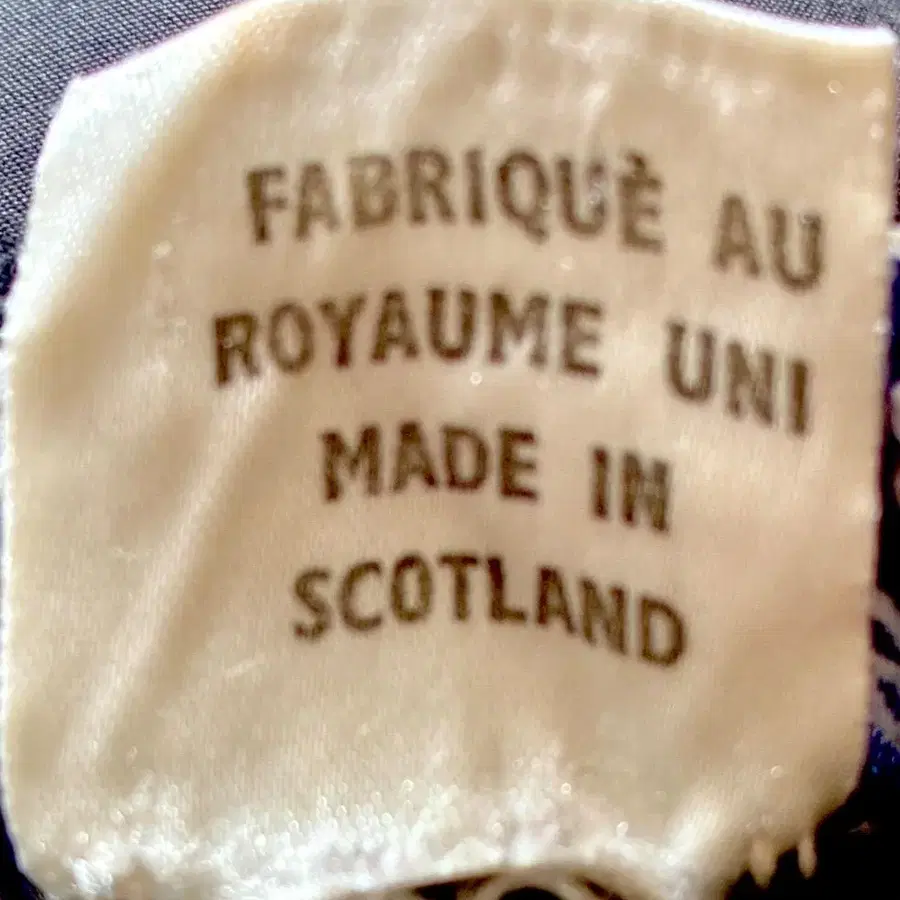 FABRIQUÈ AU
ROYAUME UNI
MADE IN
SCOTLAND